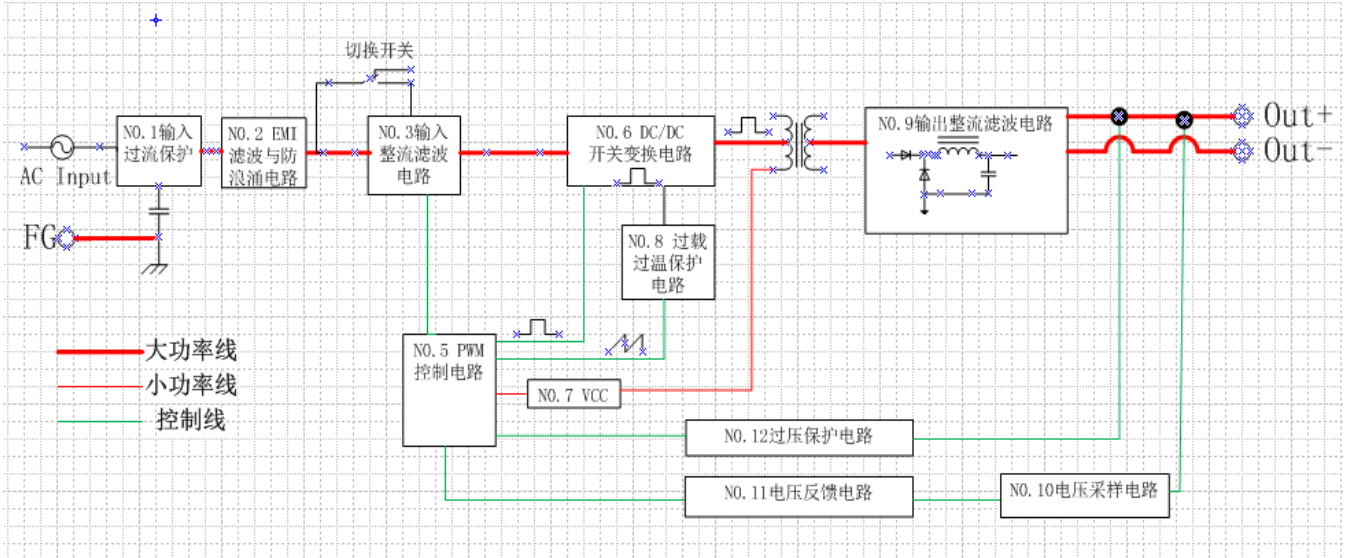 切换开关
NO.1输入
过流保护
NO.2 EMI
滤波与防
浪涌电路
NO.3输入
整流滤波
电路
NO.6 DC/DC
开关变换电路
NO.9输出整流滤波电路
Out+
Out-
AC Input
FG
NO.8 过载
过温保护
电路
NO.5 PWM
控制电路
大功率线
小功率线
控制线
NO.7 VCC
NO.12过压保护电路
NO.11电压反馈电路
NO.10电压采样电路